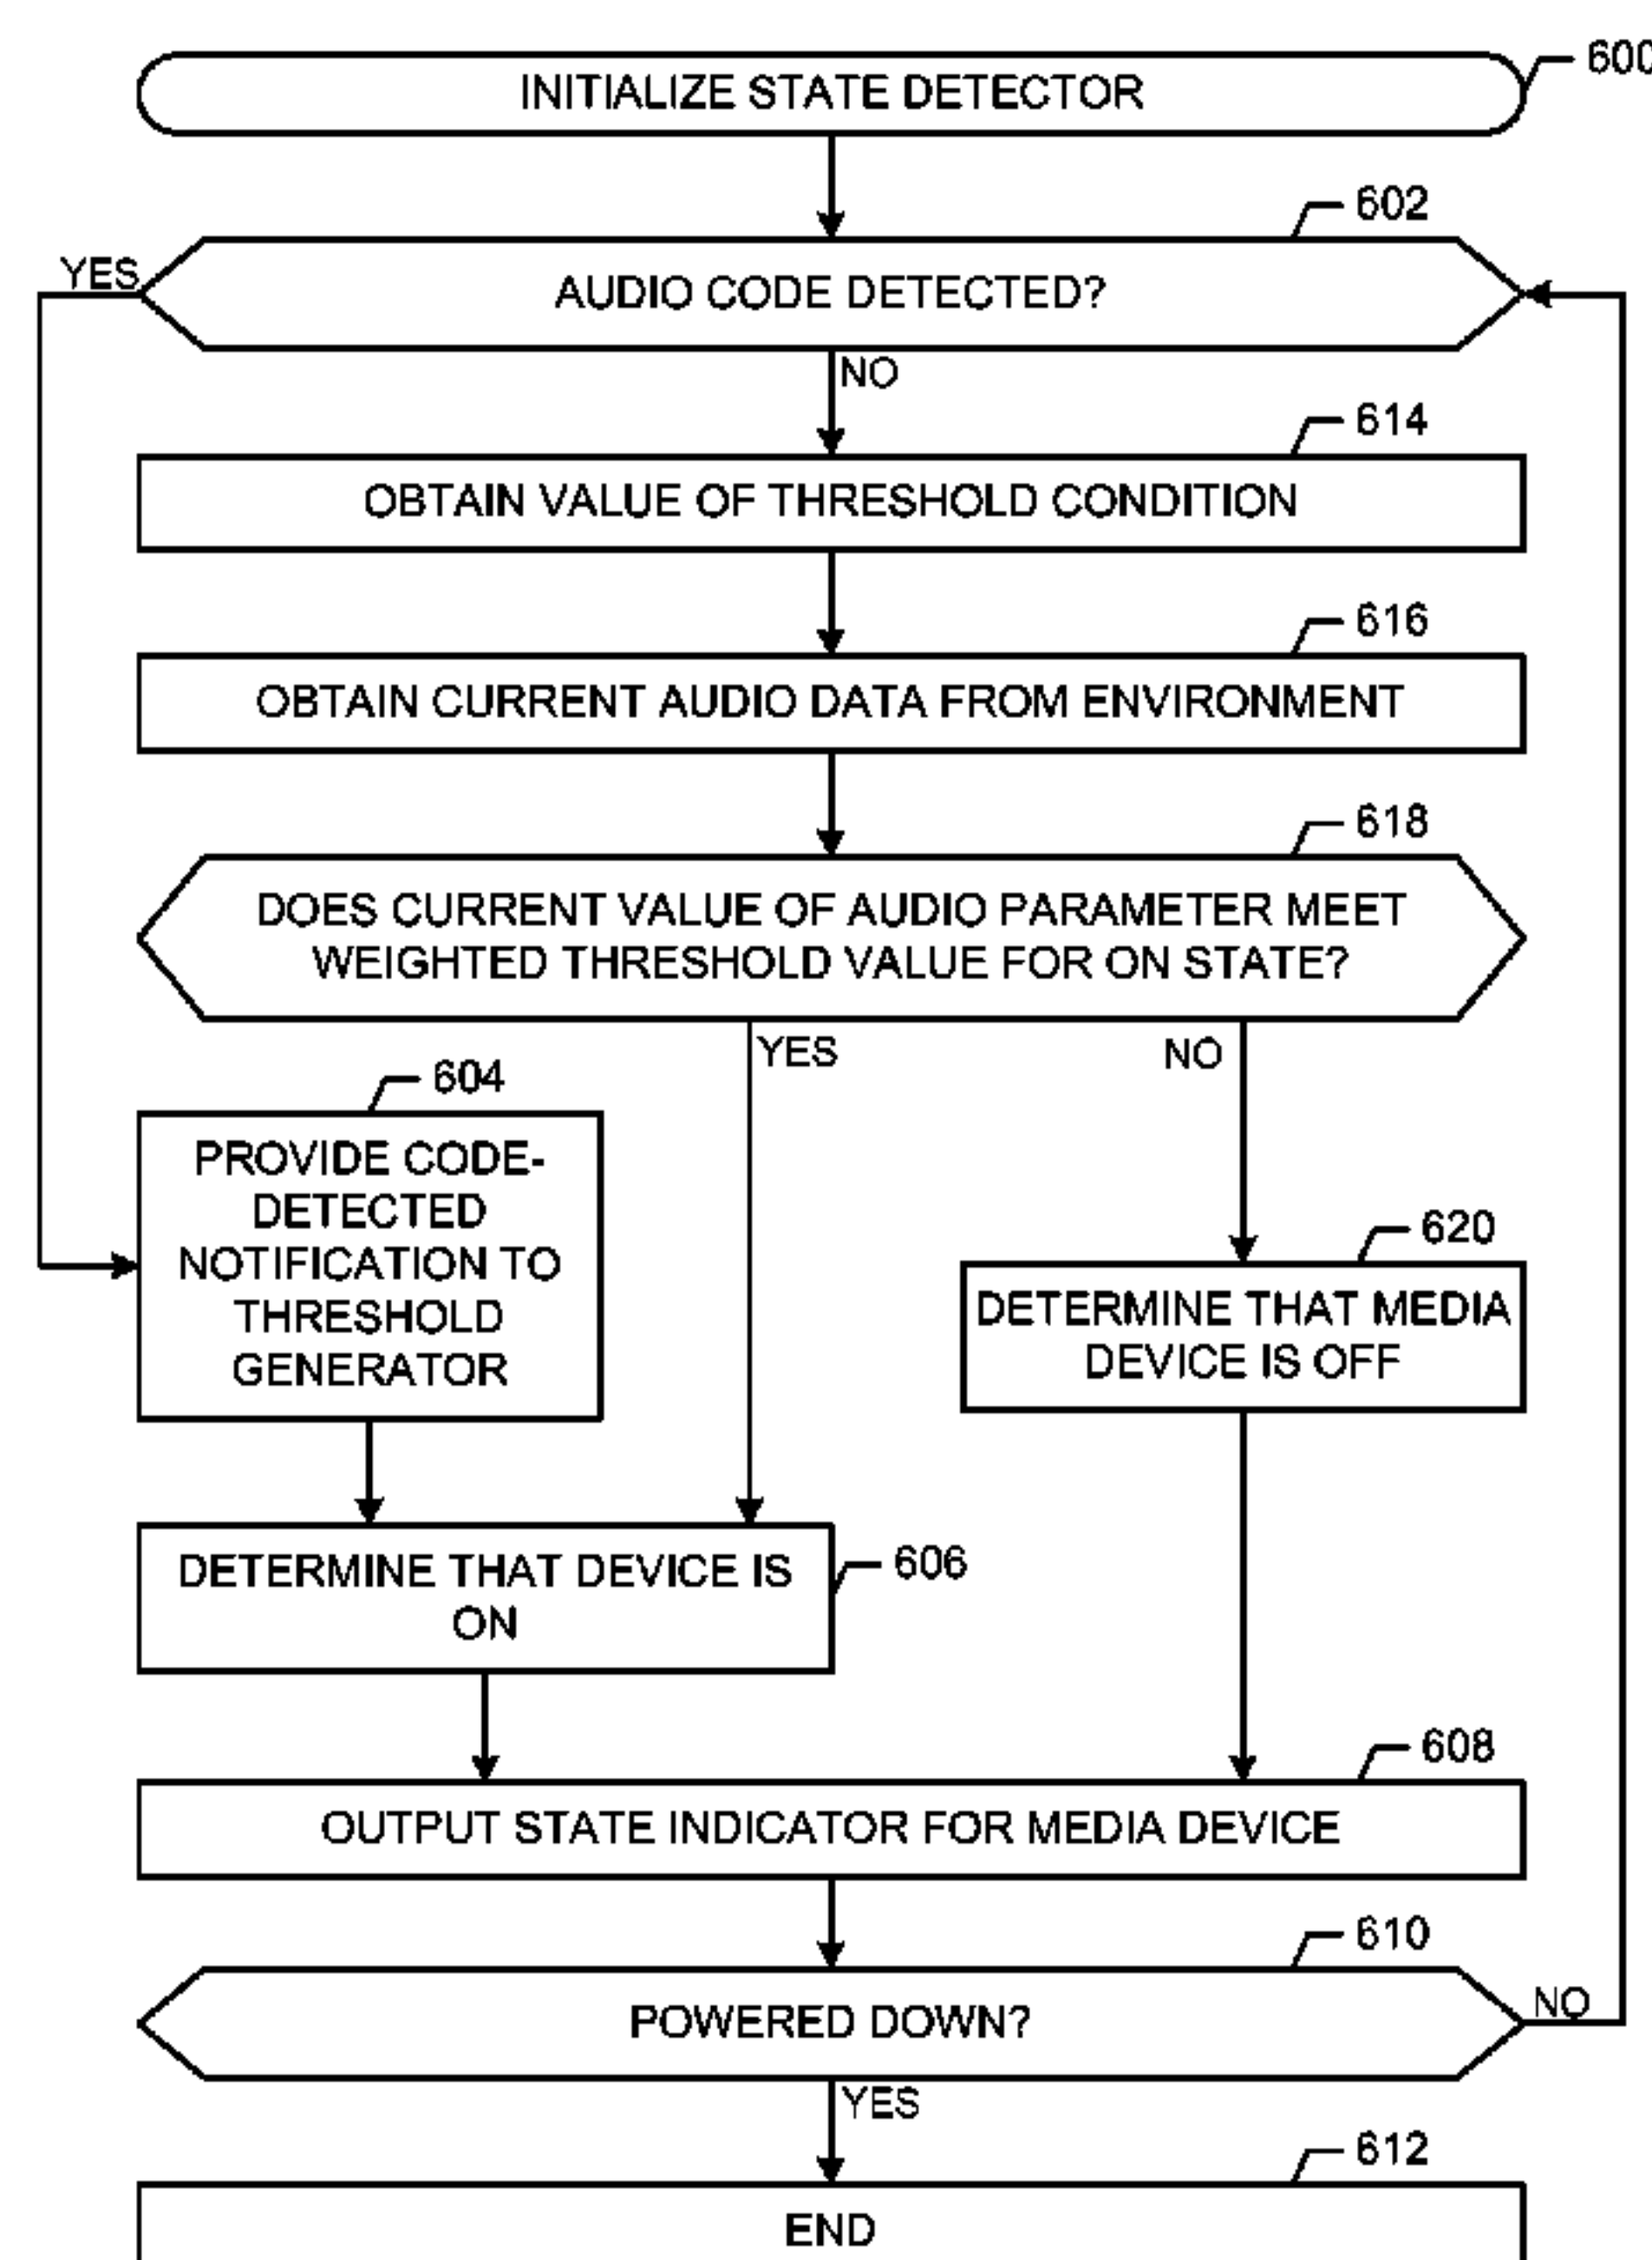 INITIALIZE STATE DETECTOR
600
602
YES
AUDIO CODE DETECTED?
NO
614
OBTAIN VALUE OF THRESHOLD CONDITION
616
OBTAIN CURRENT AUDIO DATA FROM ENVIRONMENT
618
DOES CURRENT VALUE OF AUDIO PARAMETER MEET
WEIGHTED THRESHOLD VALUE FOR ON STATE?
YES
NO
604
PROVIDE CODE-
DETECTED
NOTIFICATION TO
THRESHOLD
GENERATOR
620
DETERMINE THAT MEDIA
DEVICE IS OFF
DETERMINE THAT DEVICE IS
ON
606
608
OUTPUT STATE INDICATOR FOR MEDIA DEVICE
610
POWERED DOWN?
NO
YES
612
END